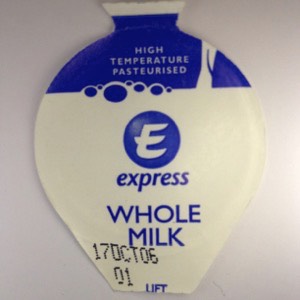 HIGH
TEMPERATURE
PASTEURISED
E
express
WHOLE
MILK
17OCT06
01
LIFT